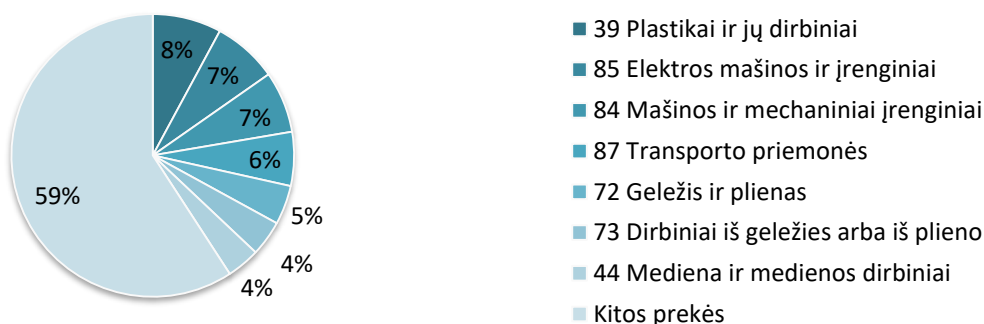 8%
7%
7%
6%
5%
4%
4%
59%
39 Plastikai ir jų dirbiniai
85 Elektros mašinos ir įrenginiai
84 Mašinos ir mechaniniai įrenginiai
87 Transporto priemonės
72 Geležis ir plienas
73 Dirbiniai iš geležies arba iš plieno
44 Mediena ir medienos dirbiniai
Kitos prekės